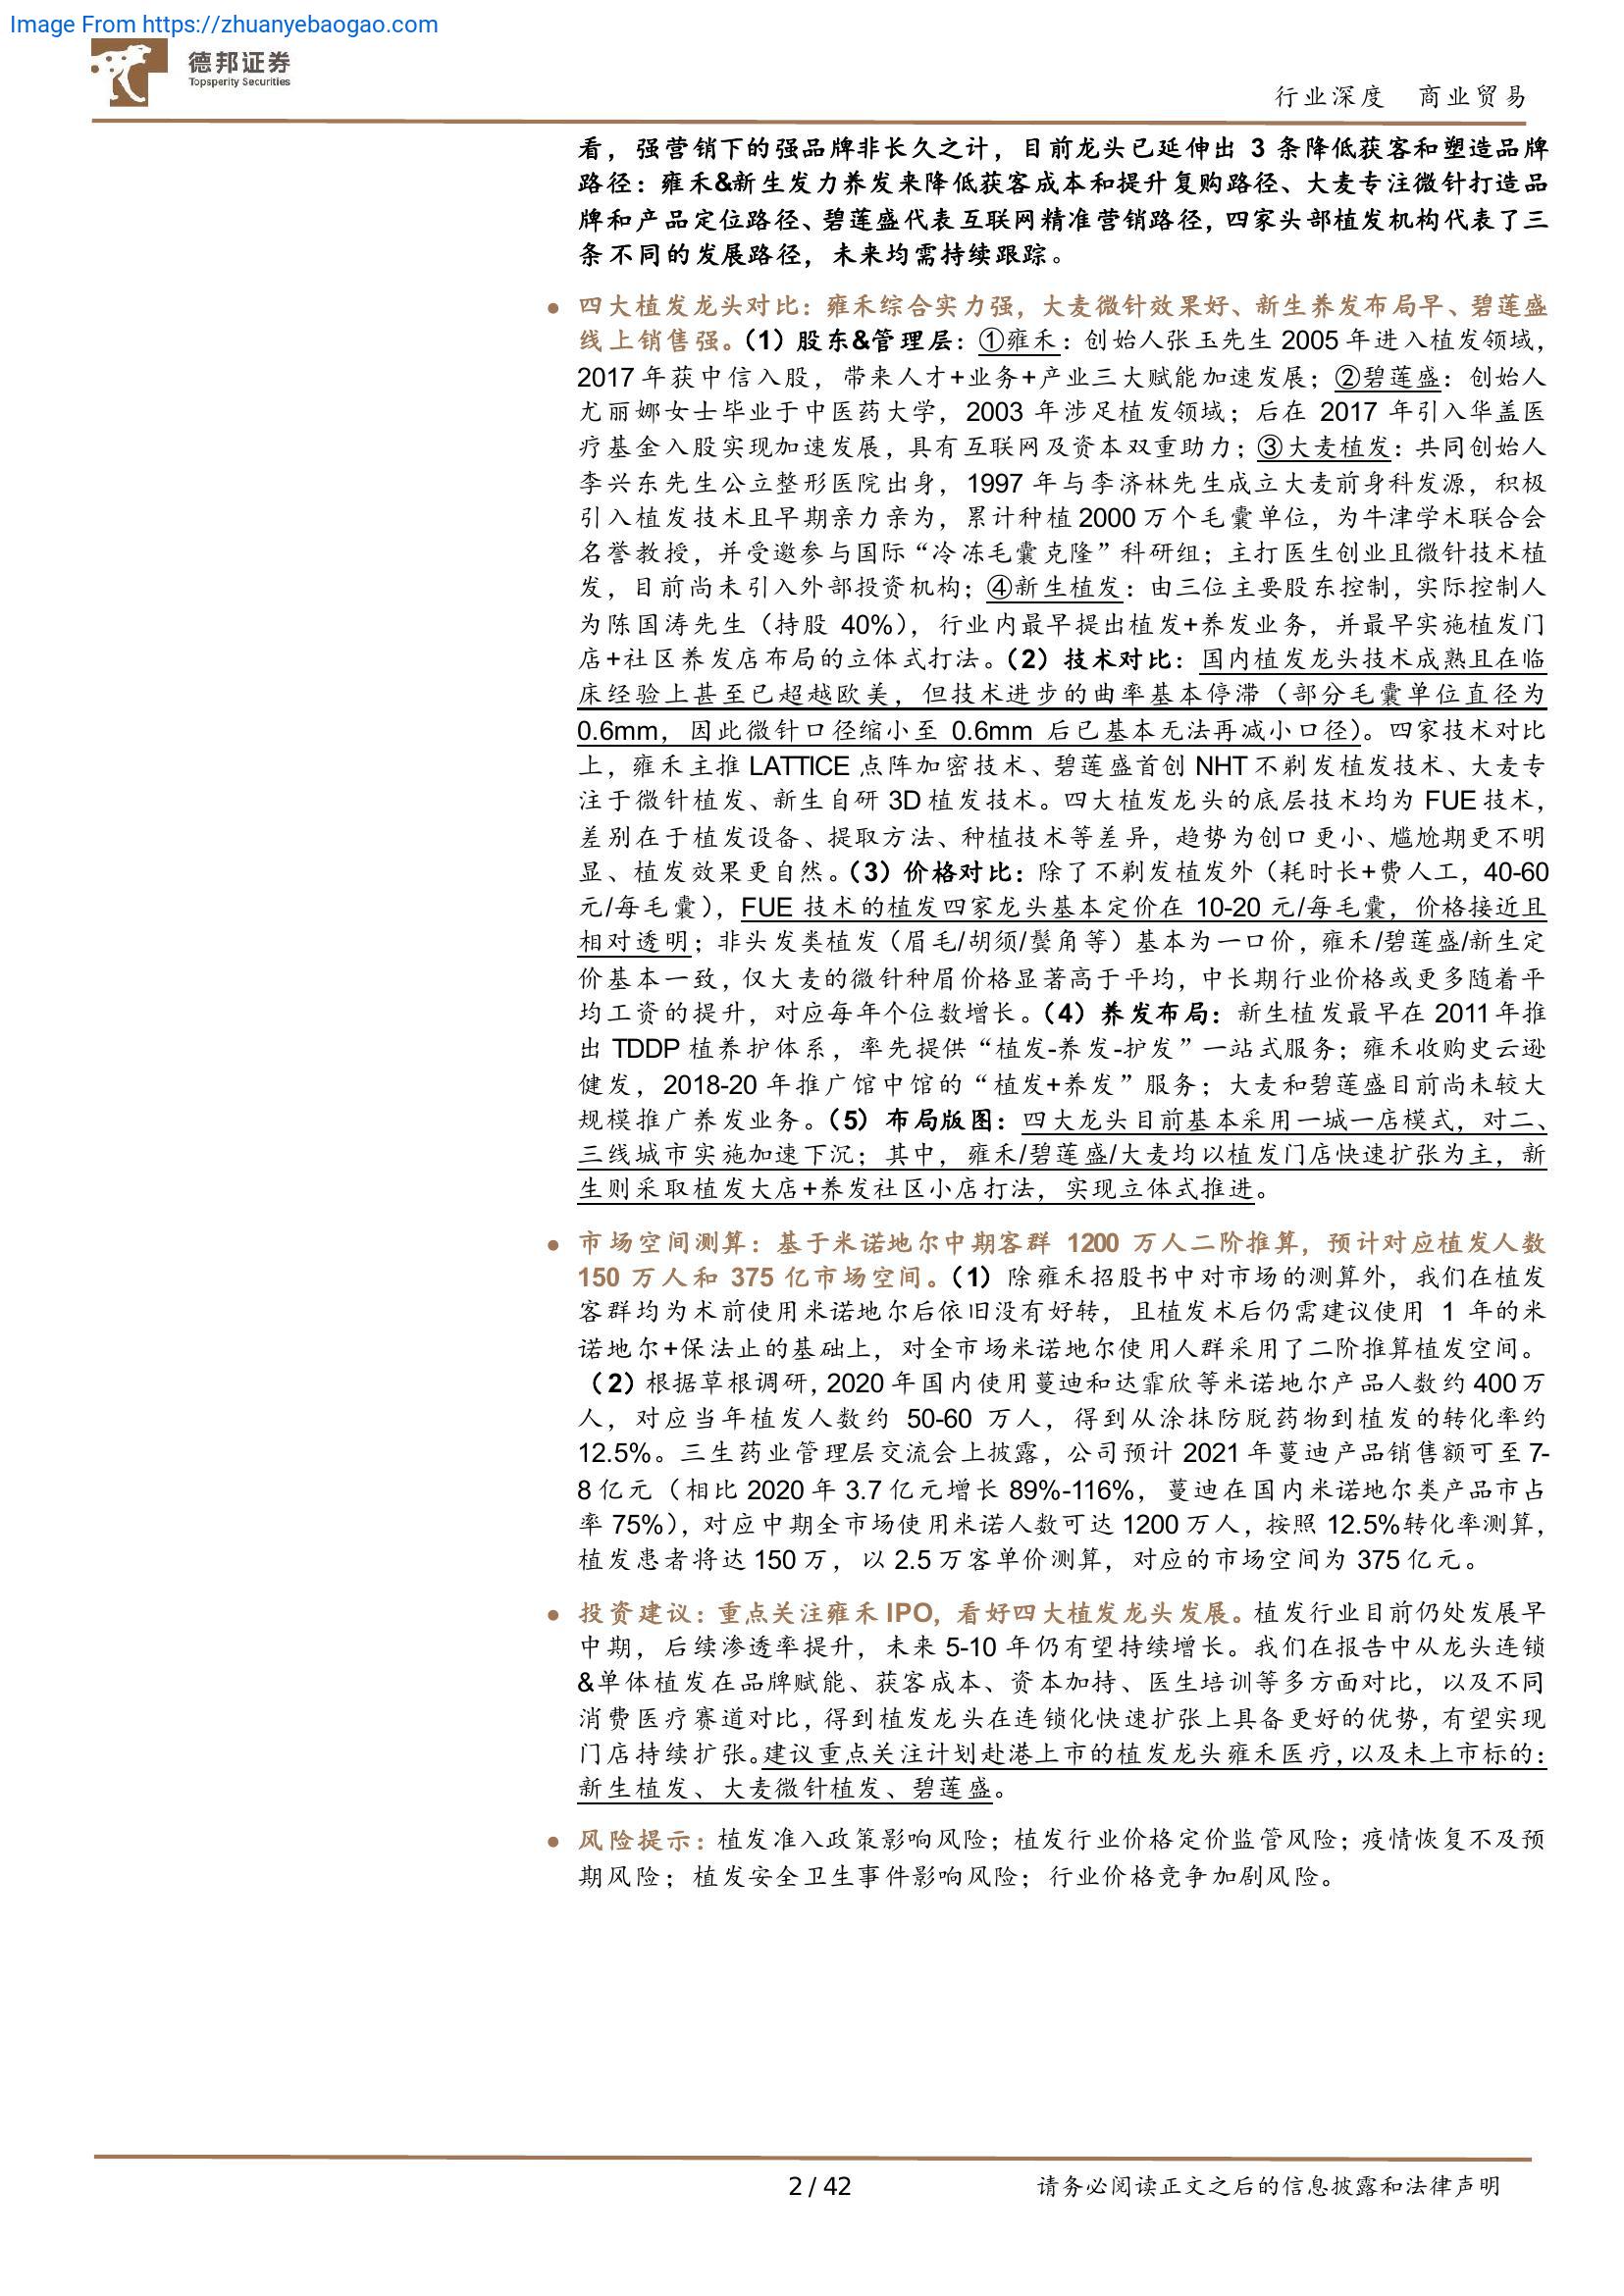 Image From https://zhuanyebaogao.com
德邦证券
Topsperity Securities
行业深度 商业贸易
看，强营销下的强品牌非长久之计，目前龙头已延伸出 3 条降低获客和塑造品牌
路径：雍禾&新生发力养发来降低获客成本和提升复购路径、大麦专注微针打造品
牌和产品定位路径、碧莲盛代表互联网精准营销路径，四家头部植发机构代表了三
条不同的发展路径，未来均需持续跟踪。
● 四大植发龙头对比：雍禾综合实力强，大麦微针效果好、新生养发布局早、碧莲盛
线上销售强。（1）股东&管理层：①雍禾：创始人张玉先生 2005 年进入植发领域，
2017 年获中信入股，带来人才+业务+产业三大赋能加速发展；②碧莲盛：创始人
尤丽娜女士毕业于中医药大学，2003 年涉足植发领域；后在 2017 年引入华盖医
疗基金入股实现加速发展，具有互联网及资本双重助力；③大麦植发：共同创始人
李兴东先生公立整形医院出身，1997 年与李济林先生成立大麦前身科发源，积极
引入植发技术且早期亲力亲为，累计种植 2000 万个毛囊单位，为牛津学术联合会
名誉教授，并受邀参与国际“冷冻毛囊克隆”科研组；主打医生创业且微针技术植
发，目前尚未引入外部投资机构；④新生植发：由三位主要股东控制，实际控制人
为陈国涛先生（持股 40%），行业内最早提出植发+养发业务，并最早实施植发门
店+社区养发店布局的立体式打法。（2）技术对比：国内植发龙头技术成熟且在临
床经验上甚至已超越欧美，但技术进步的曲率基本停滞（部分毛囊单位直径为
0.6mm，因此微针口径缩小至 0.6mm 后已基本无法再减小口径）。四家技术对比
上，雍禾主推 LATTICE 点阵加密技术、碧莲盛首创 NHT 不剃发植发技术、大麦专
注于微针植发、新生自研 3D 植发技术。四大植发龙头的底层技术均为 FUE 技术，
差别在于植发设备、提取方法、种植技术等差异，趋势为创口更小、尴尬期更不明
显、植发效果更自然。（3）价格对比：除了不剃发植发外（耗时长+费人工，40-60
元/每毛囊），FUE 技术的植发四家龙头基本定价在 10-20 元/每毛囊，价格接近且
相对透明；非头发类植发（眉毛/胡须/鬓角等）基本为一口价，雍禾/碧莲盛/新生定
价基本一致，仅大麦的微针种眉价格显著高于平均，中长期行业价格或更多随着平
均工资的提升，对应每年个位数增长。（4）养发布局：新生植发最早在 2011 年推
出 TDDP 植养护体系，率先提供“植发-养发-护发”一站式服务；雍禾收购史云逊
健发，2018-20 年推广馆中馆的“植发+养发”服务；大麦和碧莲盛目前尚未较大
规模推广养发业务。（5）布局版图：四大龙头目前基本采用一城一店模式，对二、
三线城市实施加速下沉；其中，雍禾/碧莲盛/大麦均以植发门店快速扩张为主，新
生则采取植发大店+养发社区小店打法，实现立体式推进。
● 市场空间测算：基于米诺地尔中期客群 1200 万人二阶推算，预计对应植发人数
150 万人和 375 亿市场空间。（1）除雍禾招股书中对市场的测算外，我们在植发
客群均为术前使用米诺地尔后依旧没有好转，且植发术后仍需建议使用 1 年的米
诺地尔+保法止的基础上，对全市场米诺地尔使用人群采用了二阶推算植发空间。
（2）根据草根调研，2020 年国内使用蔓迪和达霏欣等米诺地尔产品人数约 400 万
人，对应当年植发人数约 50-60 万人，得到从涂抹防脱药物到植发的转化率约
12.5%。三生药业管理层交流会上披露，公司预计 2021 年蔓迪产品销售额可至 7-
8 亿元（相比 2020 年 3.7 亿元增长 89%-116%，蔓迪在国内米诺地尔类产品市占
率 75%），对应中期全市场使用米诺人数可达 1200 万人，按照 12.5%转化率测算，
植发患者将达 150 万，以 2.5 万客单价测算，对应的市场空间为 375 亿元。
● 投资建议：重点关注雍禾 IPO，看好四大植发龙头发展。植发行业目前仍处发展早
中期，后续渗透率提升，未来 5-10 年仍有望持续增长。我们在报告中从龙头连锁
&单体植发在品牌赋能、获客成本、资本加持、医生培训等多方面对比，以及不同
消费医疗赛道对比，得到植发龙头在连锁化快速扩张上具备更好的优势，有望实现
门店持续扩张。建议重点关注计划赴港上市的植发龙头雍禾医疗，以及未上市标的：
新生植发、大麦微针植发、碧莲盛。
● 风险提示：植发准入政策影响风险；植发行业价格定价监管风险；疫情恢复不及预
期风险；植发安全卫生事件影响风险；行业价格竞争加剧风险。
2 / 42
请务必阅读正文之后的信息披露和法律声明